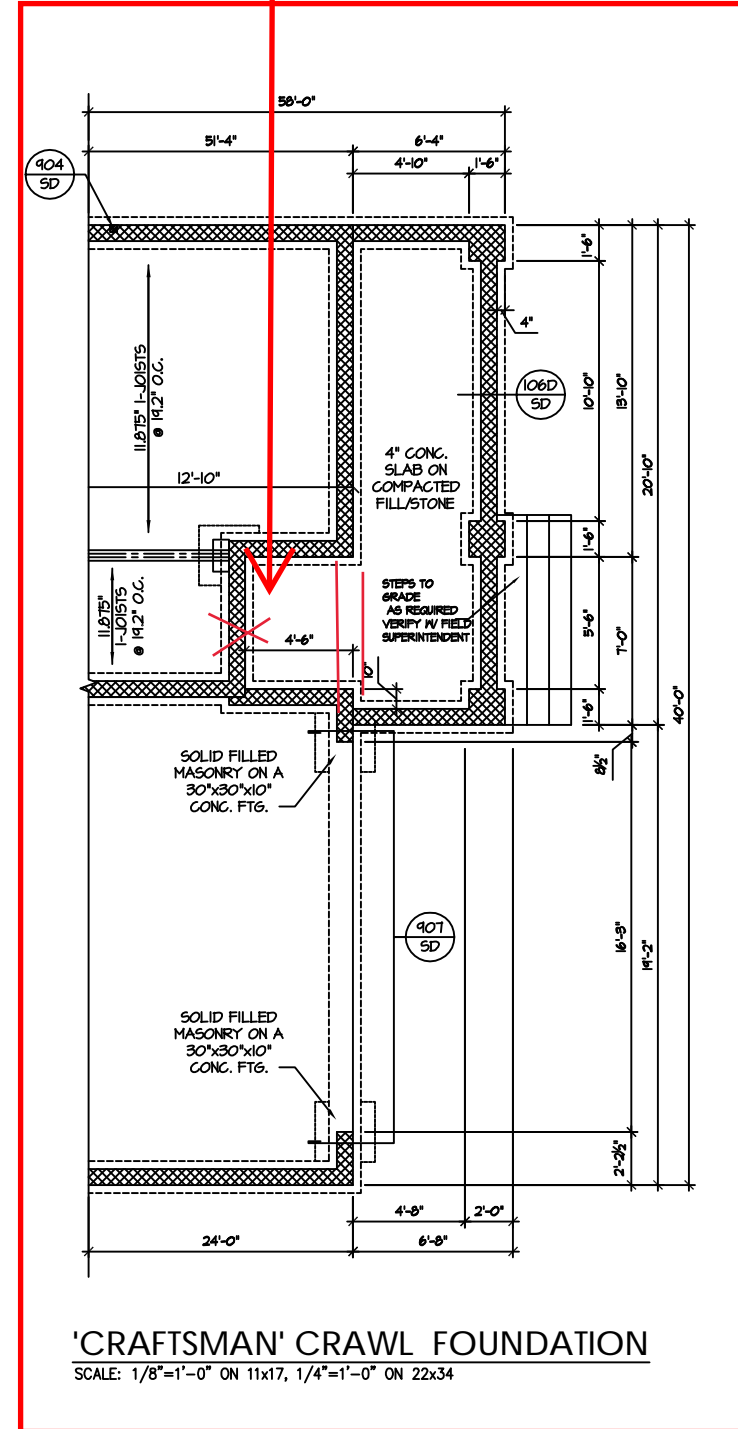 58'-0"
51'-4"
6'-4"
4'-10"
1'-6"
904
SD
1'-6"
4"
11.875" I-JOISTS
@ 19.2" O.C.
106D
SD
10'-10"
13'-10"
20'-10"
4" CONC.
SLAB ON
COMPACTED
FILL/STONE
12'-10"
1'-6"
11.875"
I-JOISTS
@ 19.2" O.C.
STEPS TO
GRADE
AS REQUIRED
VERIFY W/ FIELD
SUPERINTENDENT
4'-6"
10"
5'-6"
7'-0"
1'-6"
40'-0"
8½"
SOLID FILLED
MASONRY ON A
30"x30"x10"
CONC. FTG.
907
SD
16'-3"
19'-2"
SOLID FILLED
MASONRY ON A
30"x30"x10"
CONC. FTG.
2'-2½"
4'-8"
2'-0"
24'-0"
6'-8"
'CRAFTSMAN' CRAWL FOUNDATION
SCALE: 1/8"=1'-0" ON 11x17, 1/4"=1'-0" ON 22x34